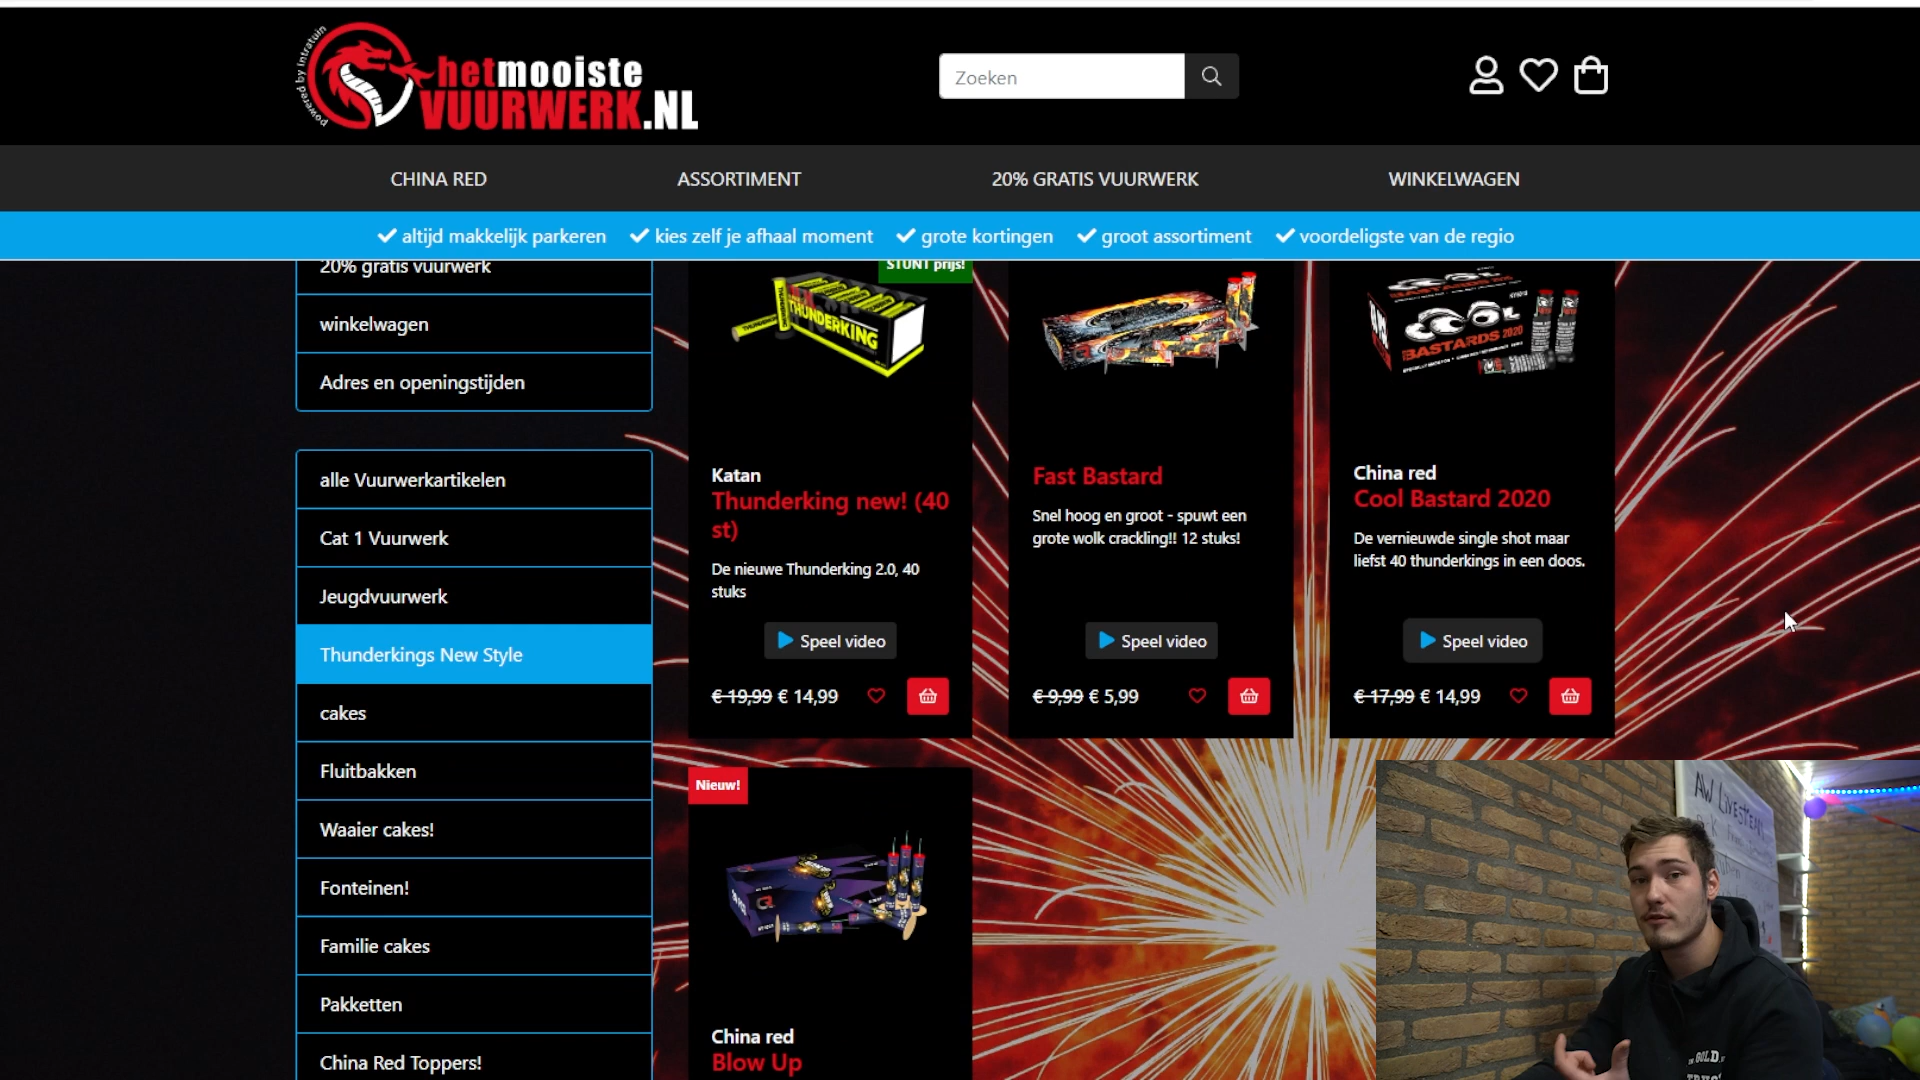 powered by intratuin
hetmooiste
VUURWERK.NL
Zoeken
CHINA RED
ASSORTIMENT
20% GRATIS VUURWERK
WINKELWAGEN
altijd makkelijk parkeren
kies zelf je afhaal moment
grote kortingen
groot assortiment
voordeligste van de regio
20% gratis vuurwerk
winkelwagen
Adres en openingstijden
alle Vuurwerkartikelen
Cat 1 Vuurwerk
Jeugdvuurwerk
Thunderkings New Style
cakes
Fluitbakken
Waaier cakes!
Fonteinen!
Familie cakes
Pakketten
China Red Toppers!
STUNT prijs!
THUNDERKING
Katan
Thunderking new! (40
st)
De nieuwe Thunderking 2.0, 40
stuks
Speel video
€ 19,99 € 14,99
Fast Bastard
Snel hoog en groot - spuwt een
grote wolk crackling!! 12 stuks!
Speel video
€ 9,99 € 5,99
COOL
BASTARDS 2020
China red
Cool Bastard 2020
De vernieuwde single shot maar
liefst 40 thunderkings in een doos.
Speel video
€ 17,99 € 14,99
Nieuw!
China red
Blow Up
AW LIVESTREAM
GOLD
TRUST